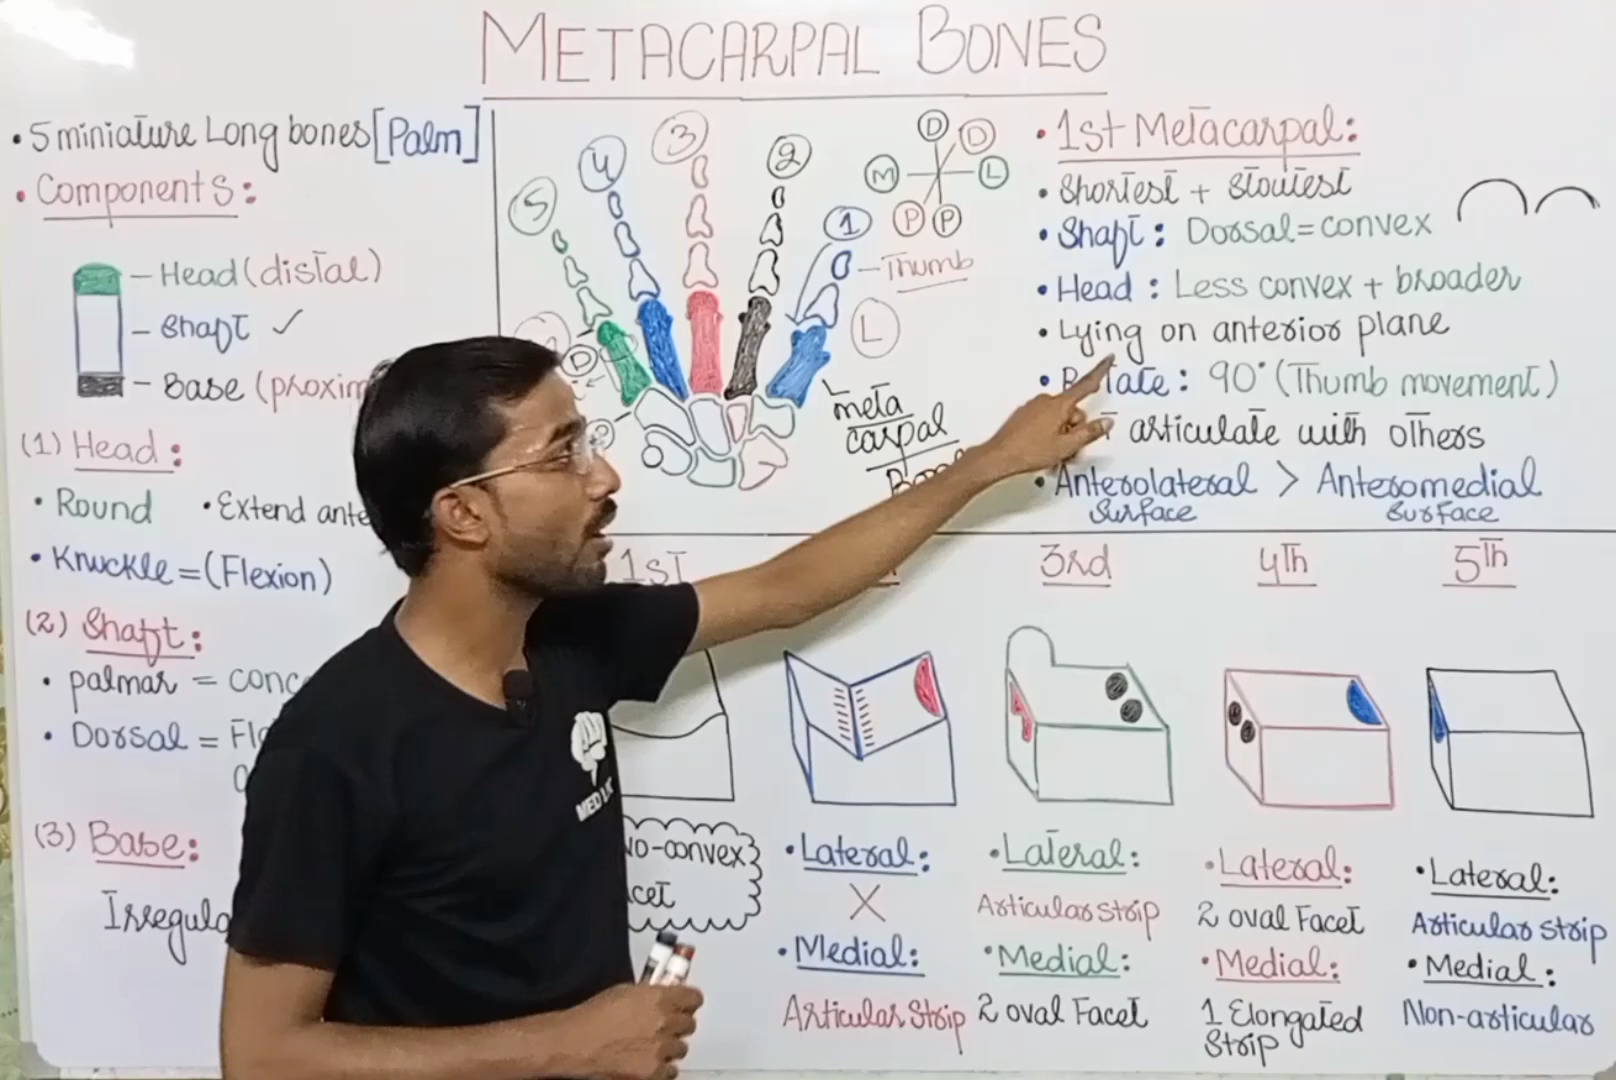 METACARPAL BONES
• 5 miniature Long bones [Palm]
• Components:
– Head (distal)
– Shaft ✓
– Base (proxim
(1) Head:
• Round • Extend ante
• Knuckle = (Flexion)
(2) Shaft:
• palmar = conc
• Dorsal = Fl
(3) Base:
Irregula
5
4
3
2
1
– Thumb
L
D
P
meta
carpal
D
D
M
L
P
P
• 1st Metacarpal:
• Shortest + Stoutest
• Shaft: Dorsal = convex
• Head: Less convex + broader
• Lying on anterior plane
• R tate: 90° (Thumb movement)
articulate with others
• Anterolateral > Anteromedial
Surface Surface
1st
3rd
4th
5th
o-convex
cet
• Lateral:
X
• Medial:
Articular Strip
• Lateral:
Articular strip
• Medial:
2 oval Facet
• Lateral:
2 oval Facet
• Medial:
1 Elongated
Strip
• Lateral:
Articular strip
• Medial:
Non-articular